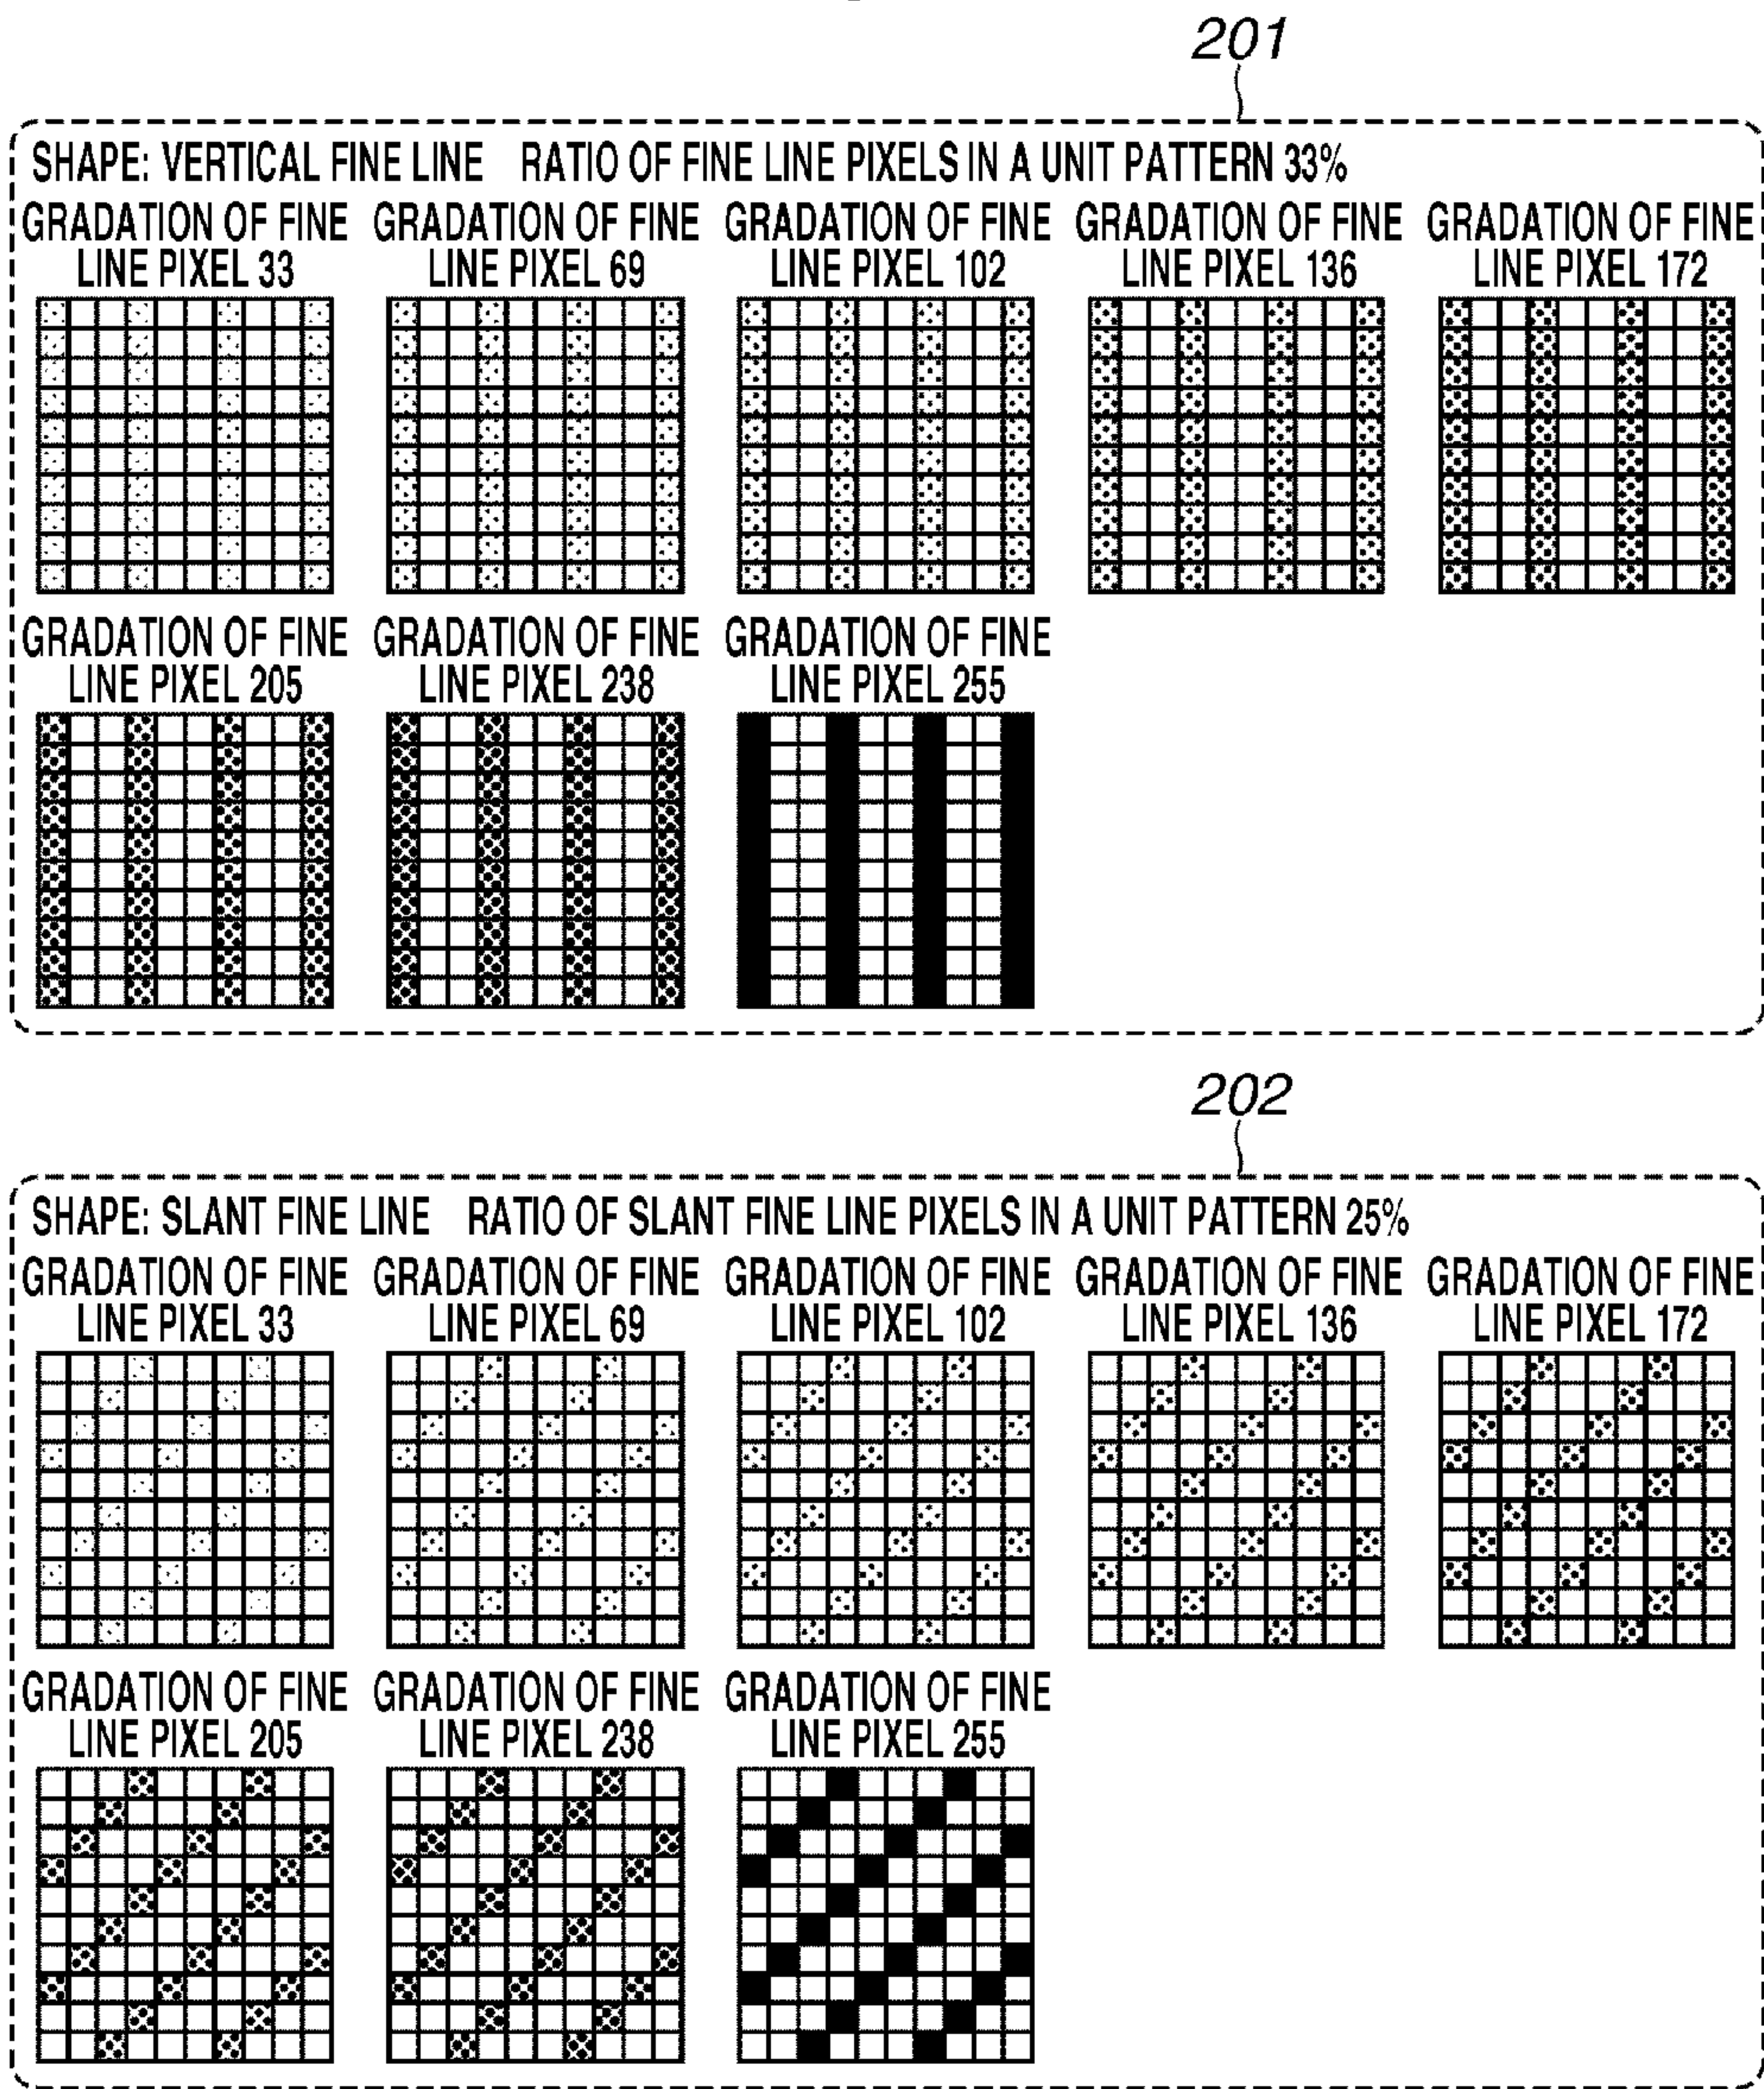 201
SHAPE: VERTICAL FINE LINE RATIO OF FINE LINE PIXELS IN A UNIT PATTERN 33%
GRADATION OF FINE LINE PIXEL 33
GRADATION OF FINE LINE PIXEL 69
GRADATION OF FINE LINE PIXEL 102
GRADATION OF FINE LINE PIXEL 136
GRADATION OF FINE LINE PIXEL 172
GRADATION OF FINE LINE PIXEL 205
GRADATION OF FINE LINE PIXEL 238
GRADATION OF FINE LINE PIXEL 255
202
SHAPE: SLANT FINE LINE RATIO OF SLANT FINE LINE PIXELS IN A UNIT PATTERN 25%
GRADATION OF FINE LINE PIXEL 33
GRADATION OF FINE LINE PIXEL 69
GRADATION OF FINE LINE PIXEL 102
GRADATION OF FINE LINE PIXEL 136
GRADATION OF FINE LINE PIXEL 172
GRADATION OF FINE LINE PIXEL 205
GRADATION OF FINE LINE PIXEL 238
GRADATION OF FINE LINE PIXEL 255